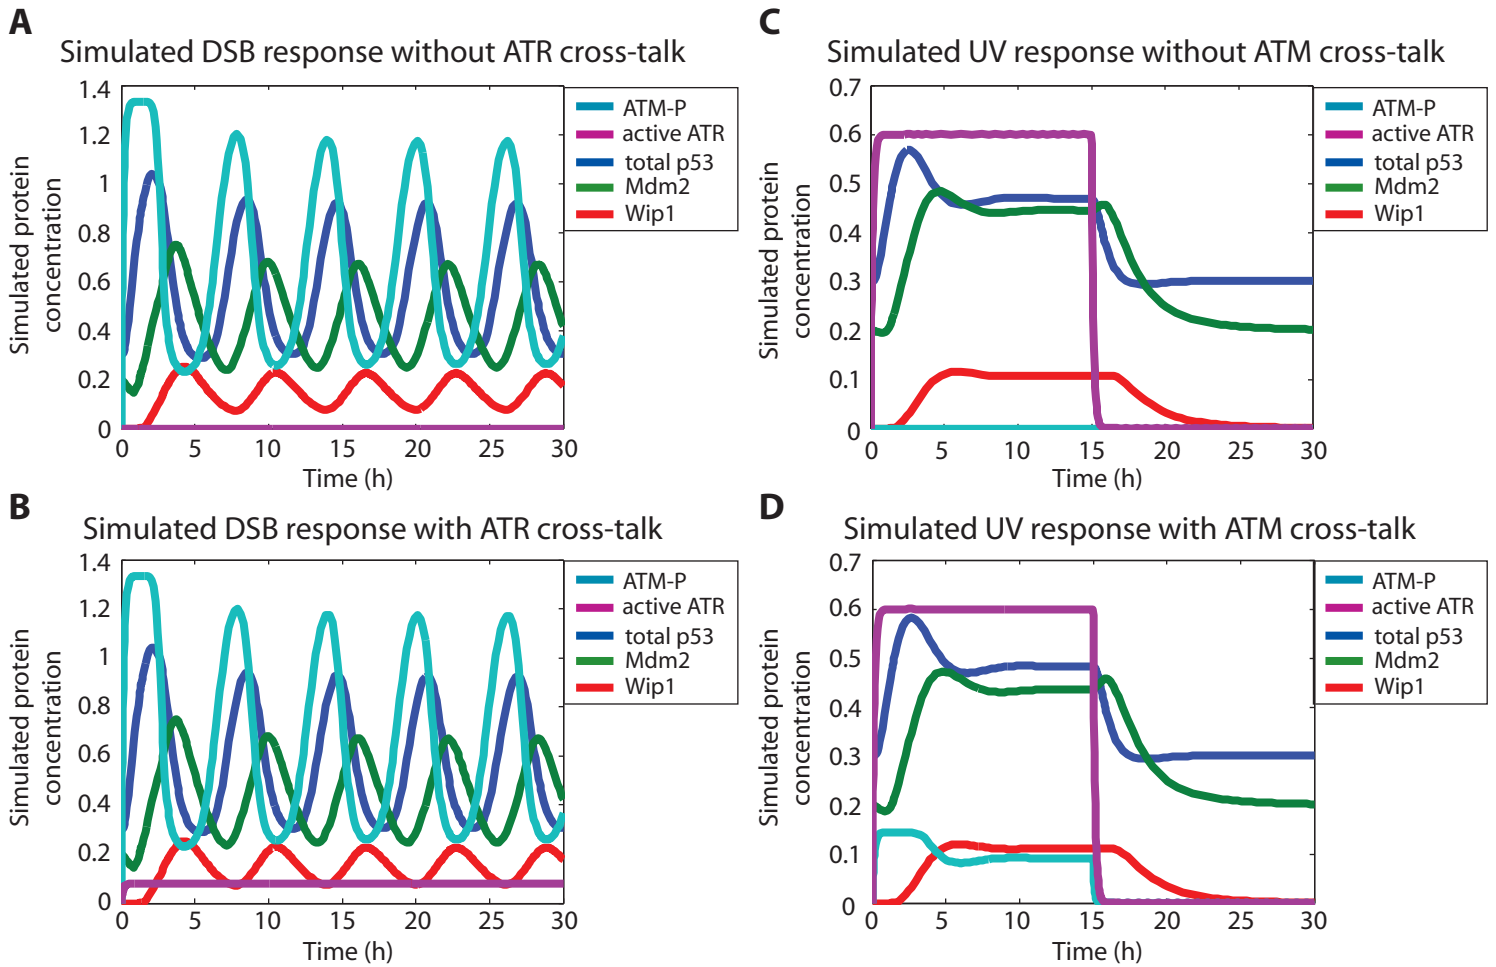 A
Simulated DSB response without ATR cross-talk
Simulated protein
concentration
1.4
1.2
1
0.8
0.6
0.4
0.2
0
0 5 10 15 20 25 30
Time (h)
ATM-P
active ATR
total p53
Mdm2
Wip1
C
Simulated UV response without ATM cross-talk
Simulated protein
concentration
0.7
0.6
0.5
0.4
0.3
0.2
0.1
0
0 5 10 15 20 25 30
Time (h)
ATM-P
active ATR
total p53
Mdm2
Wip1
B
Simulated DSB response with ATR cross-talk
Simulated protein
concentration
1.4
1.2
1
0.8
0.6
0.4
0.2
0
0 5 10 15 20 25 30
Time (h)
ATM-P
active ATR
total p53
Mdm2
Wip1
D
Simulated UV response with ATM cross-talk
Simulated protein
concentration
0.7
0.6
0.5
0.4
0.3
0.2
0.1
0
0 5 10 15 20 25 30
Time (h)
ATM-P
active ATR
total p53
Mdm2
Wip1